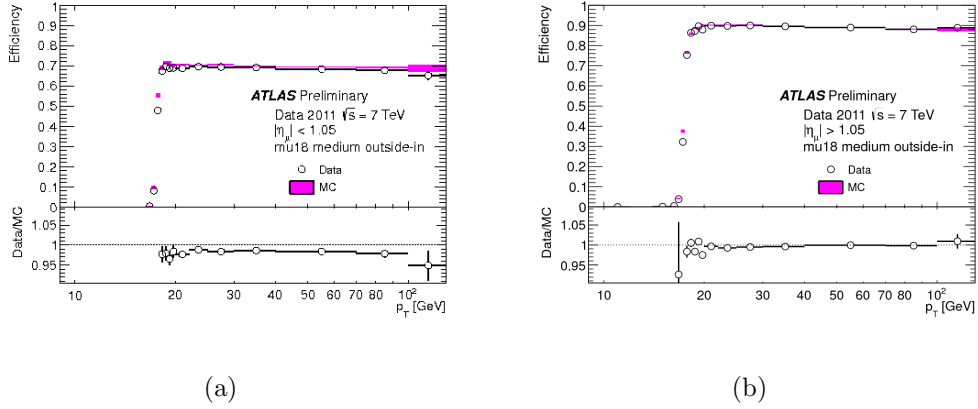 Efficiency
1
0.9
0.8
0.7
0.6
0.5
0.4
0.3
0.2
0.1
0
ATLAS Preliminary
Data 2011 √s = 7 TeV
|η_μ| < 1.05
mu18 medium outside-in
Data
MC
Data/MC
1.05
1
0.95
10 20 30 40 50 60 70 80 10²
p_T [GeV]
(a)
Efficiency
1
0.9
0.8
0.7
0.6
0.5
0.4
0.3
0.2
0.1
0
ATLAS Preliminary
Data 2011 √s = 7 TeV
|η_μ| > 1.05
mu18 medium outside-in
Data
MC
Data/MC
1.05
1
0.95
10 20 30 40 50 60 70 80 10²
p_T [GeV]
(b)